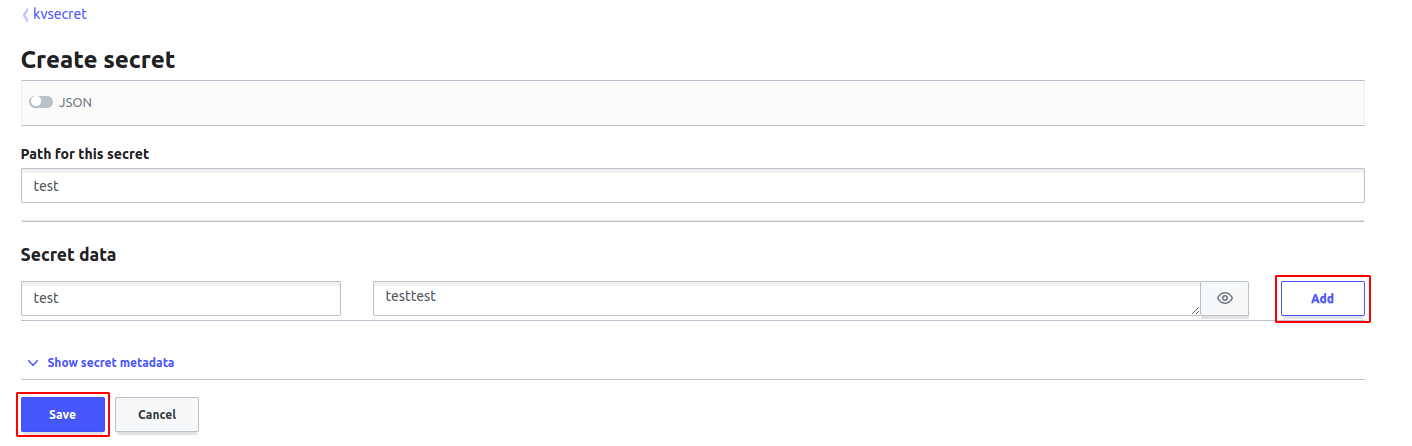 kvsecret
Create secret
JSON
Path for this secret
test
Secret data
test testtest Add
Show secret metadata
Save Cancel